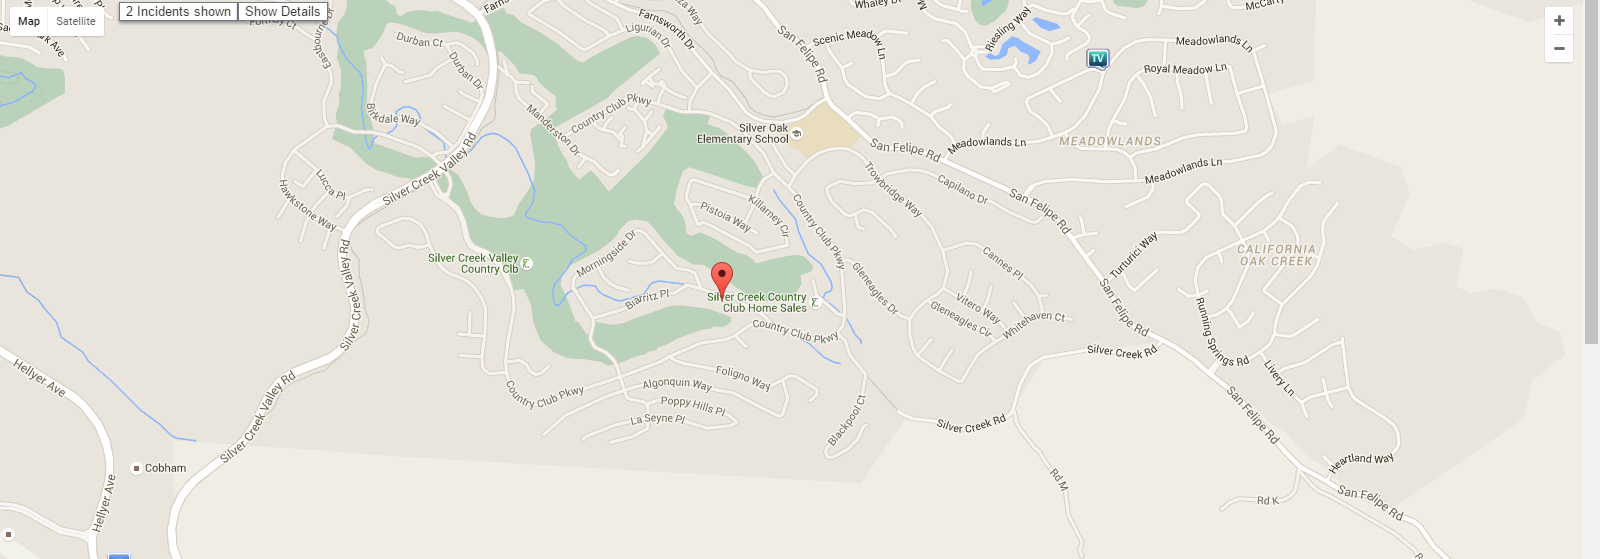 Map
Satellite
2 Incidents shown
Show Details
Durban Ct
Durban Dr
Birkdale Way
Farnsworth Dr
Ligurian Dr
Whaley Dr
Riesling Way
Scenic Meadow Ln
San Felipe Rd
TV
Meadowlands Ln
Royal Meadow Ln
Manderston Dr
Country Club Pkwy
Silver Oak
Elementary School
San Felipe Rd
Meadowlands Ln
MEADOWLANDS
Meadowlands Ln
Silver Creek Valley Rd
Lucca Pl
Hawkstone Way
Trowbridge Way
Capilano Dr
San Felipe Rd
Pistoia Way
Killarney Cir
Country Club Pkwy
Silver Creek Valley
Country Clb
Morningside Dr
Silver Creek Valley Rd
Gleneagles Dr
Cannes Pl
Turturici Way
CALIFORNIA
OAK CREEK
Biarritz Pl
Silver Creek Country
Club Home Sales
Vitero Way
Gleneagles Cir
Whitehaven Ct
San Felipe Rd
Running Springs Rd
Country Club Pkwy
Silver Creek Rd
Hellyer Ave
Silver Creek Valley Rd
Country Club Pkwy
Foligno Way
Algonquin Way
Poppy Hills Pl
La Seyne Pl
Livery Ln
Blackpool Ct
Silver Creek Rd
San Felipe Rd
Cobham
Heartland Way
Hellyer Ave
Rd M
Rd K
San Felipe Rd